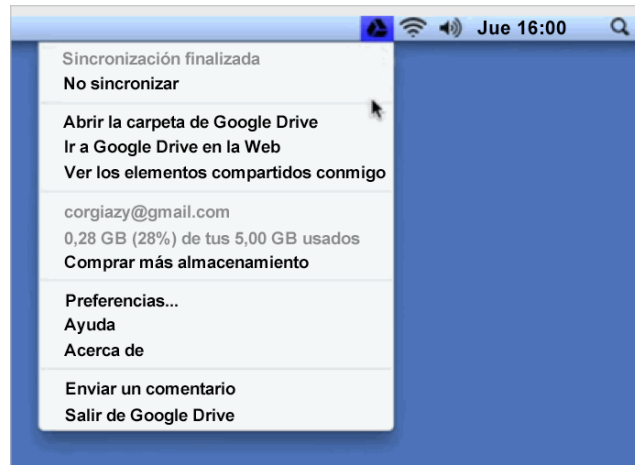 Jue 16:00
Sincronización finalizada
No sincronizar
Abrir la carpeta de Google Drive
Ir a Google Drive en la Web
Ver los elementos compartidos conmigo
corgiazy@gmail.com
0,28 GB (28%) de tus 5,00 GB usados
Comprar más almacenamiento
Preferencias...
Ayuda
Acerca de
Enviar un comentario
Salir de Google Drive